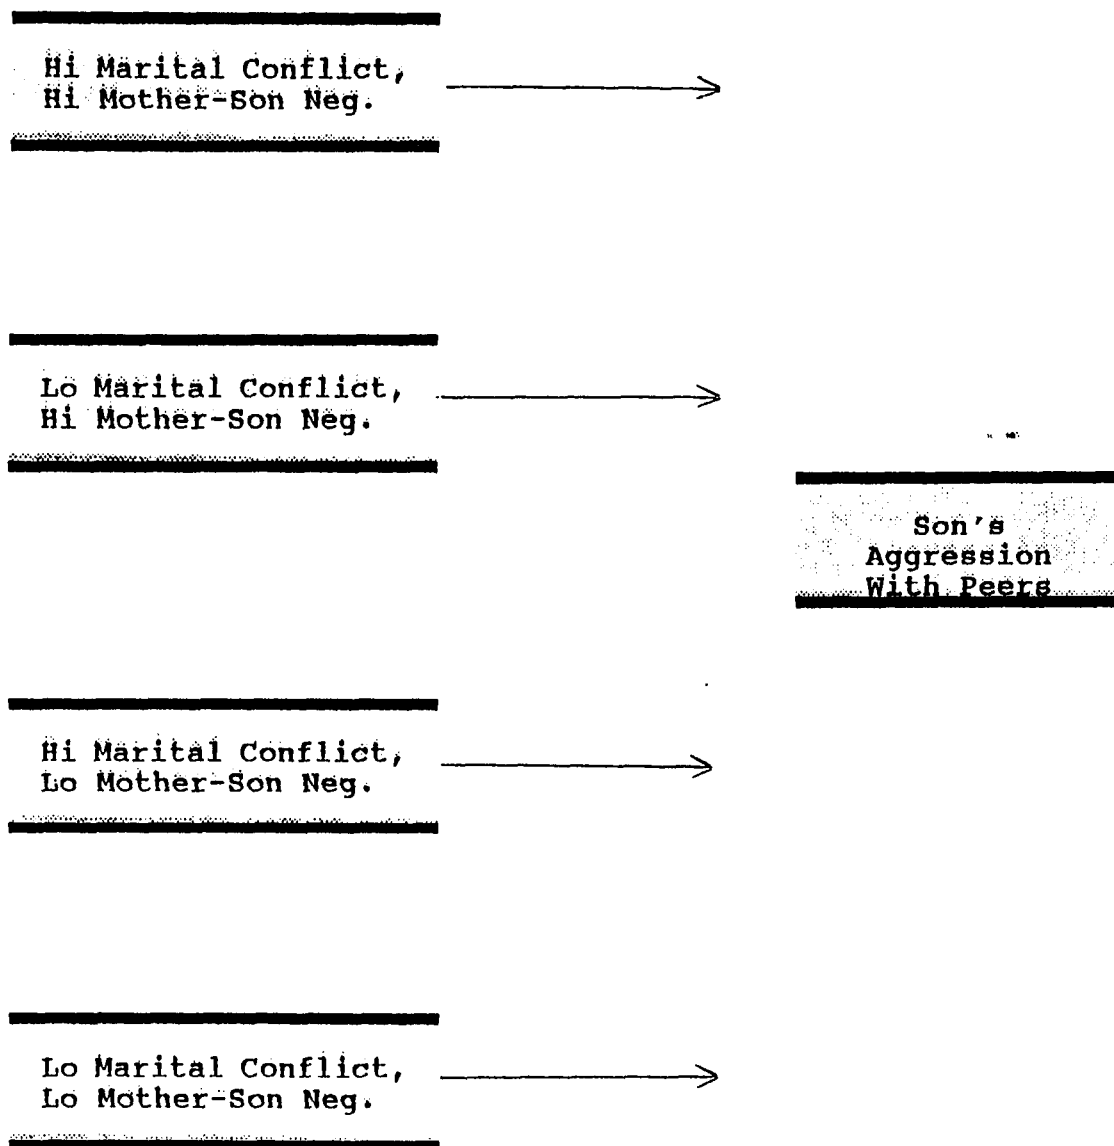 Hi Marital Conflict,
Hi Mother-Son Neg.
Lo Marital Conflict,
Hi Mother-Son Neg.
Son's
Aggression
With Peers
Hi Marital Conflict,
Lo Mother-Son Neg.
Lo Marital Conflict,
Lo Mother-Son Neg.